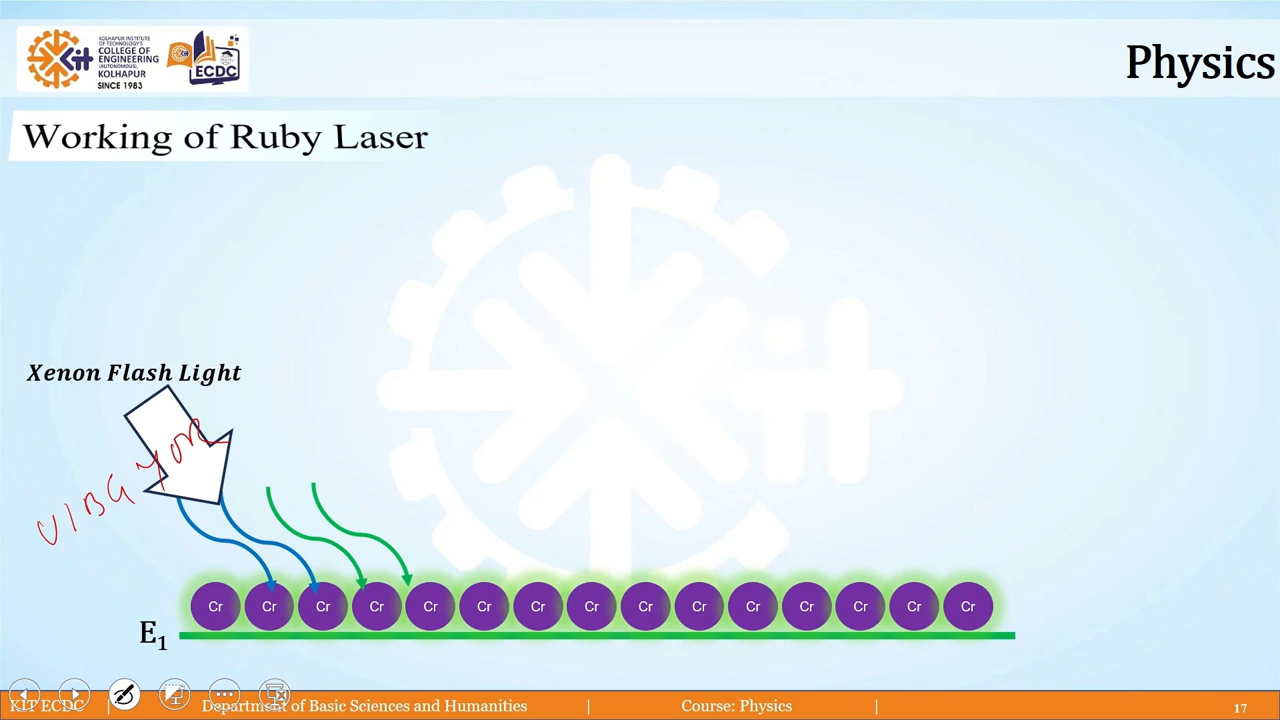 KOLHAPUR INSTITUTE
OF TECHNOLOGY'S
COLLEGE OF
ENGINEERING
(AUTONOMOUS),
KOLHAPUR
SINCE 1983
ECDC
Physics
Working of Ruby Laser
Xenon Flash Light
VIBGYOR
Cr Cr Cr Cr Cr Cr Cr Cr Cr Cr Cr Cr Cr Cr Cr
E₁
KIT ECDC | Department of Basic Sciences and Humanities | Course: Physics | 17